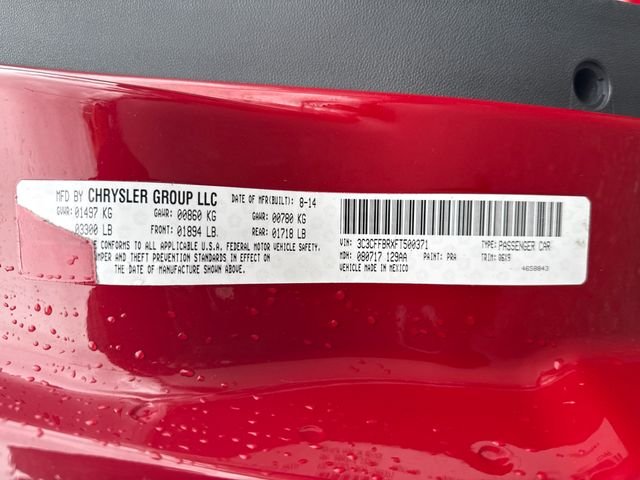 MFD BY CHRYSLER GROUP LLC DATE OF MFR(BUILT): 8-14
GVWR: 01497 KG GAWR: 00860 KG GAWR: 00780 KG
03300 LB FRONT: 01894 LB REAR: 01718 LB
E CONFORMS TO ALL APPLICABLE U.S.A. FEDERAL MOTOR VEHICLE
MPER AND THEFT PREVENTION STANDARDS IN EFFECT ON
THE DATE OF MANUFACTURE SHOWN ABOVE.
VIN: 3C3CFFBRXFT500371 TYPE: PASSENGER CAR
MDH: 080717 129AA PAINT: PRA TRIM: Q6X9
VEHICLE MADE IN MEXICO 4658843